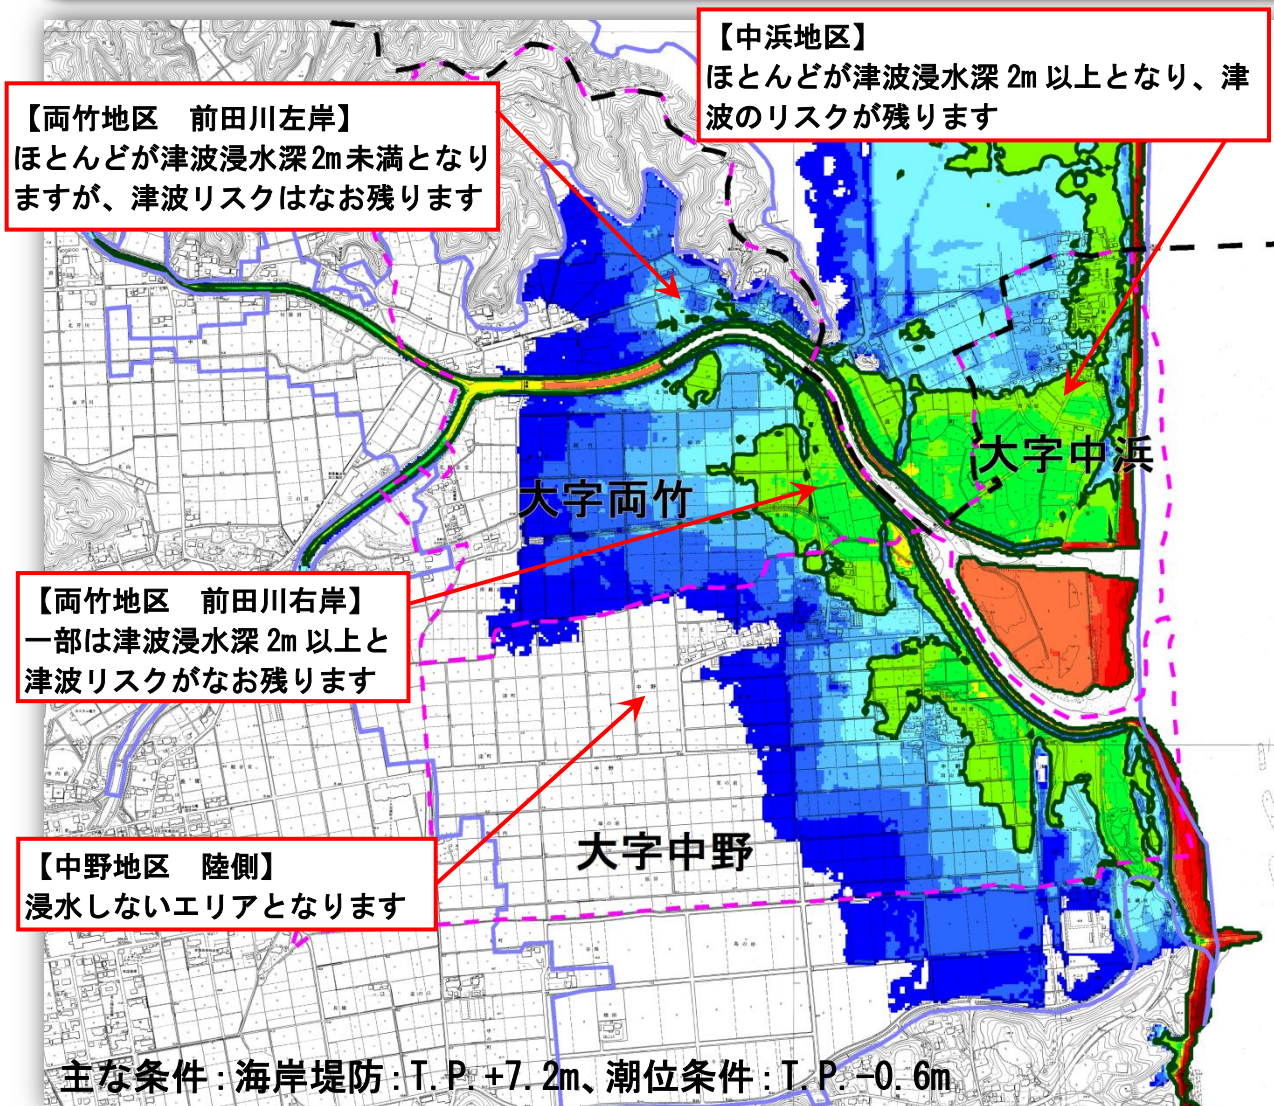 【中浜地区】
ほとんどが津波浸水深 2m 以上となり、津
波のリスクが残ります
【両竹地区　前田川左岸】
ほとんどが津波浸水深2m未満となり
ますが、津波リスクはなお残ります
大字中浜
大字両竹
【両竹地区　前田川右岸】
一部は津波浸水深 2m 以上と
津波リスクがなお残ります
中野
大字中野
【中野地区　陸側】
浸水しないエリアとなります
主な条件:海岸堤防:T.P.+7.2m、潮位条件:T.P.-0.6m